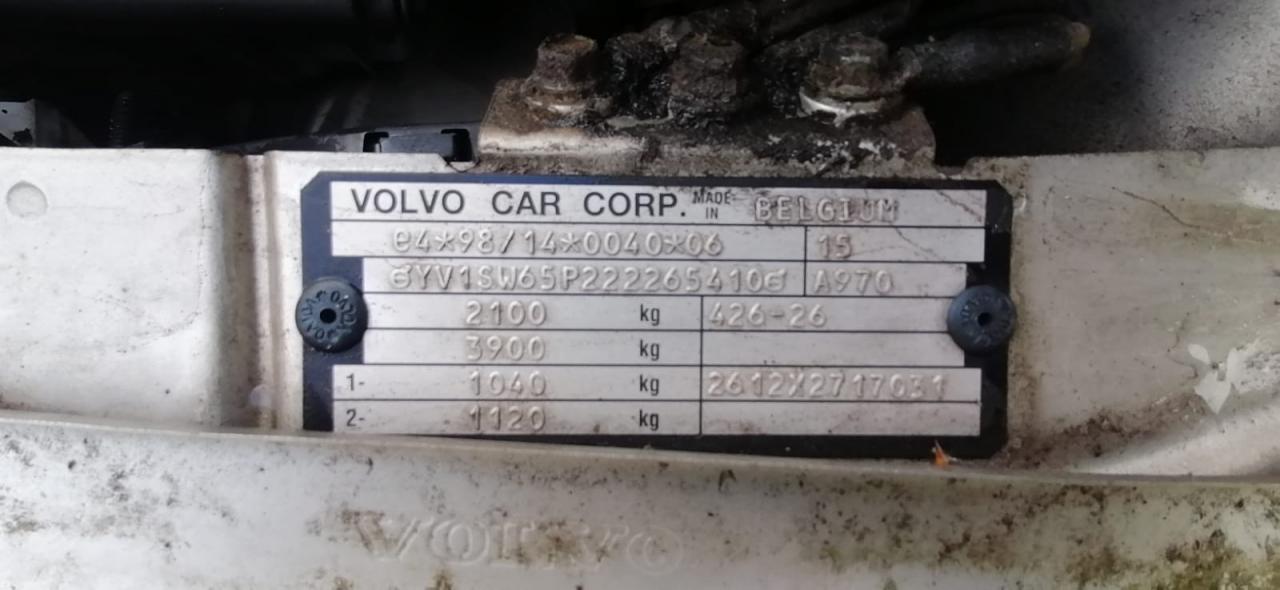 VOLVO CAR CORP. MADE IN BELGIUM
e4*98/14*0040*06 15
YV1SW65P222265410 A970
2100 kg 426-26
3900 kg
1- 1040 kg 2612X2717031
2- 1120 kg
VOLVO